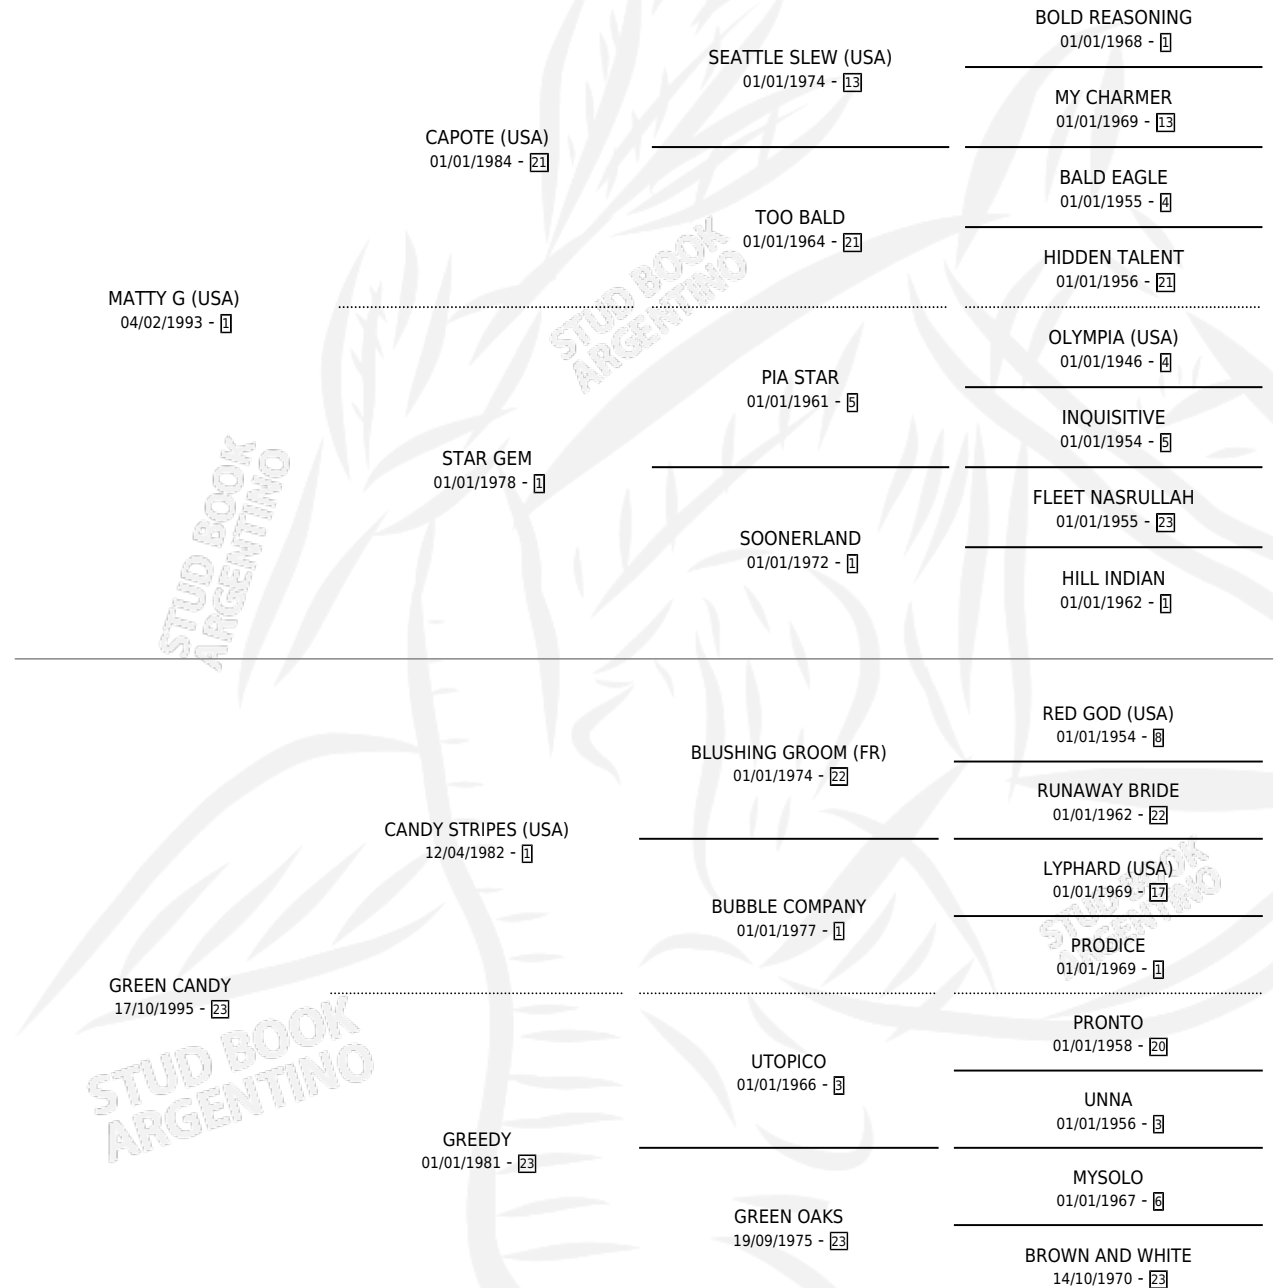 BOLD REASONING
01/01/1968 - 1
SEATTLE SLEW (USA)
01/01/1974 - 13
MY CHARMER
01/01/1969 - 13
CAPOTE (USA)
01/01/1984 - 21
BALD EAGLE
01/01/1955 - 4
TOO BALD
01/01/1964 - 21
HIDDEN TALENT
01/01/1956 - 21
MATTY G (USA)
04/02/1993 - 1
OLYMPIA (USA)
01/01/1946 - 4
PIA STAR
01/01/1961 - 5
INQUISITIVE
01/01/1954 - 5
STAR GEM
01/01/1978 - 1
FLEET NASRULLAH
01/01/1955 - 23
SOONERLAND
01/01/1972 - 1
HILL INDIAN
01/01/1962 - 1
RED GOD (USA)
01/01/1954 - 8
BLUSHING GROOM (FR)
01/01/1974 - 22
RUNAWAY BRIDE
01/01/1962 - 22
CANDY STRIPES (USA)
12/04/1982 - 1
LYPHARD (USA)
01/01/1969 - 17
BUBBLE COMPANY
01/01/1977 - 1
PRODICE
01/01/1969 - 1
GREEN CANDY
17/10/1995 - 23
PRONTO
01/01/1958 - 20
UTOPICO
01/01/1966 - 3
UNNA
01/01/1956 - 3
GREEDY
01/01/1981 - 23
MYSOLO
01/01/1967 - 6
GREEN OAKS
19/09/1975 - 23
BROWN AND WHITE
14/10/1970 - 23
STUD BOOK
ARGENTINO
STUD BOOK
ARGENTINO
STUD BOOK
ARGENTINO
STUD BOOK
ARGENTINO